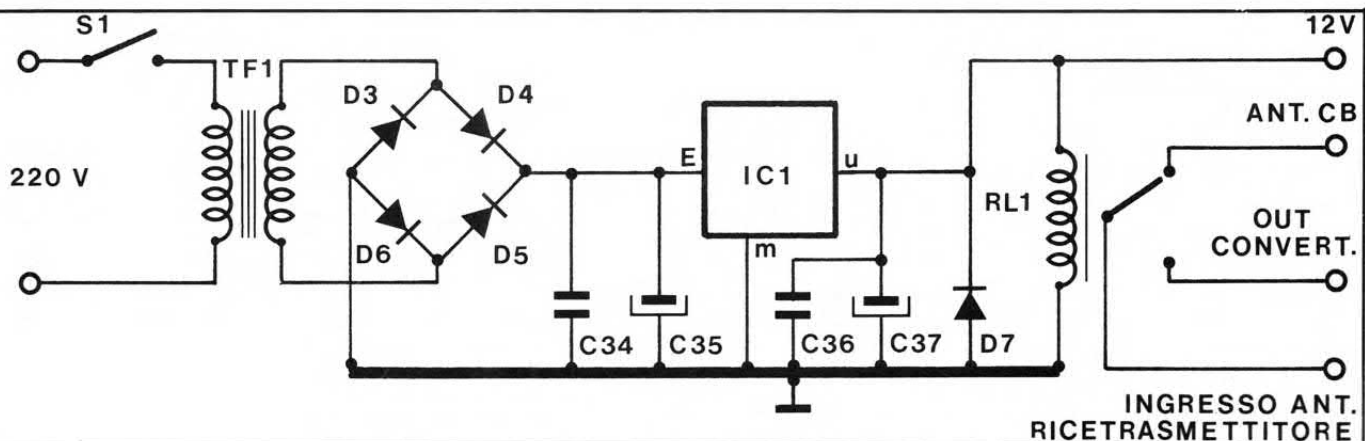 S1
12V
TF1
D3
D4
ANT. CB
E
u
IC1
220 V
RL1
OUT
CONVERT.
D6
D5
m
C34
C35
C36
C37
D7
INGRESSO ANT.
RICETRASMETTITORE